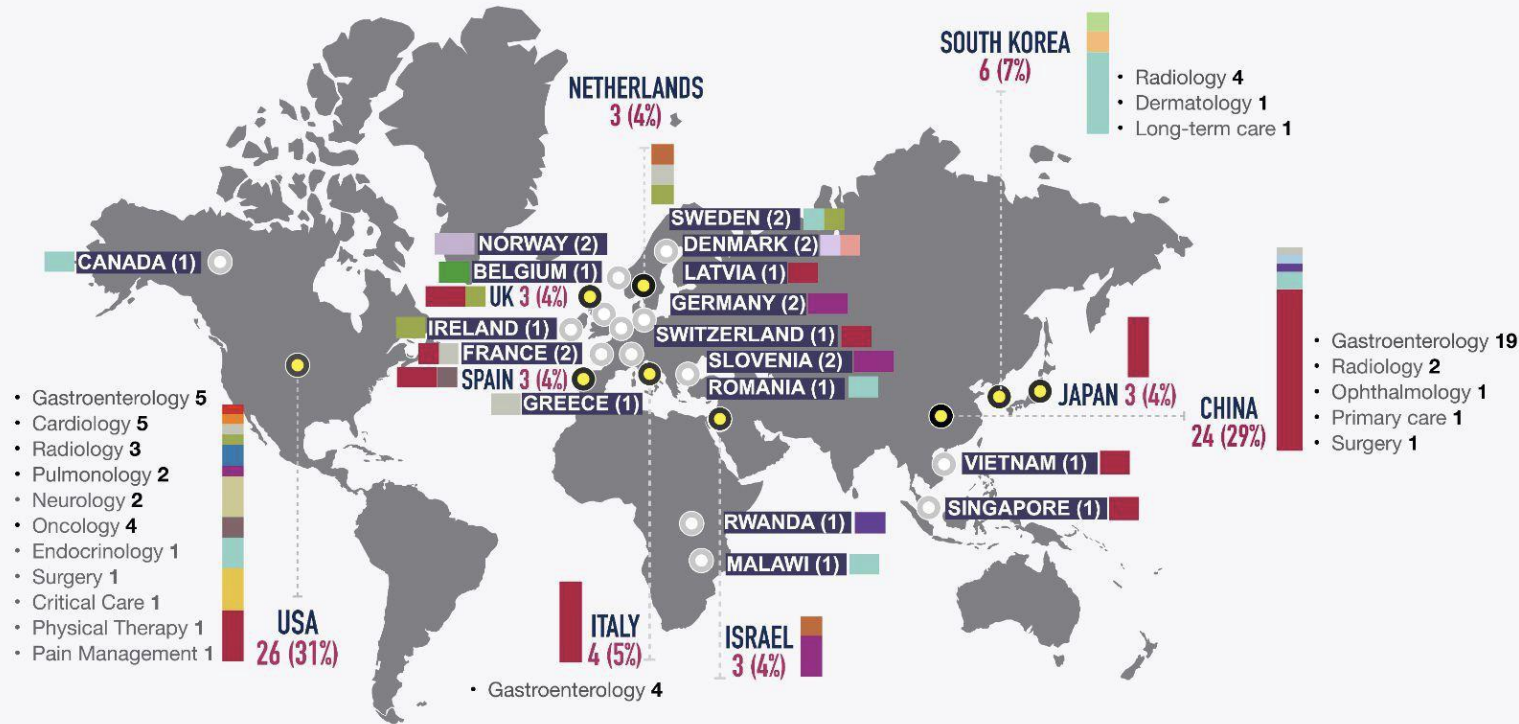 SOUTH KOREA
6 (7%)
• Radiology 4
• Dermatology 1
• Long-term care 1
NETHERLANDS
3 (4%)
SWEDEN (2)
NORWAY (2)
DENMARK (2)
CANADA (1)
BELGIUM (1)
LATVIA (1)
UK 3 (4%)
GERMANY (2)
IRELAND (1)
SWITZERLAND (1)
FRANCE (2)
SLOVENIA (2)
SPAIN 3 (4%)
ROMANIA (1)
GREECE (1)
JAPAN 3 (4%)
CHINA
24 (29%)
• Gastroenterology 19
• Radiology 2
• Ophthalmology 1
• Primary care 1
• Surgery 1
VIETNAM (1)
SINGAPORE (1)
RWANDA (1)
MALAWI (1)
• Gastroenterology 5
• Cardiology 5
• Radiology 3
• Pulmonology 2
• Neurology 2
• Oncology 4
• Endocrinology 1
• Surgery 1
• Critical Care 1
• Physical Therapy 1
• Pain Management 1
USA
26 (31%)
ITALY
4 (5%)
• Gastroenterology 4
ISRAEL
3 (4%)